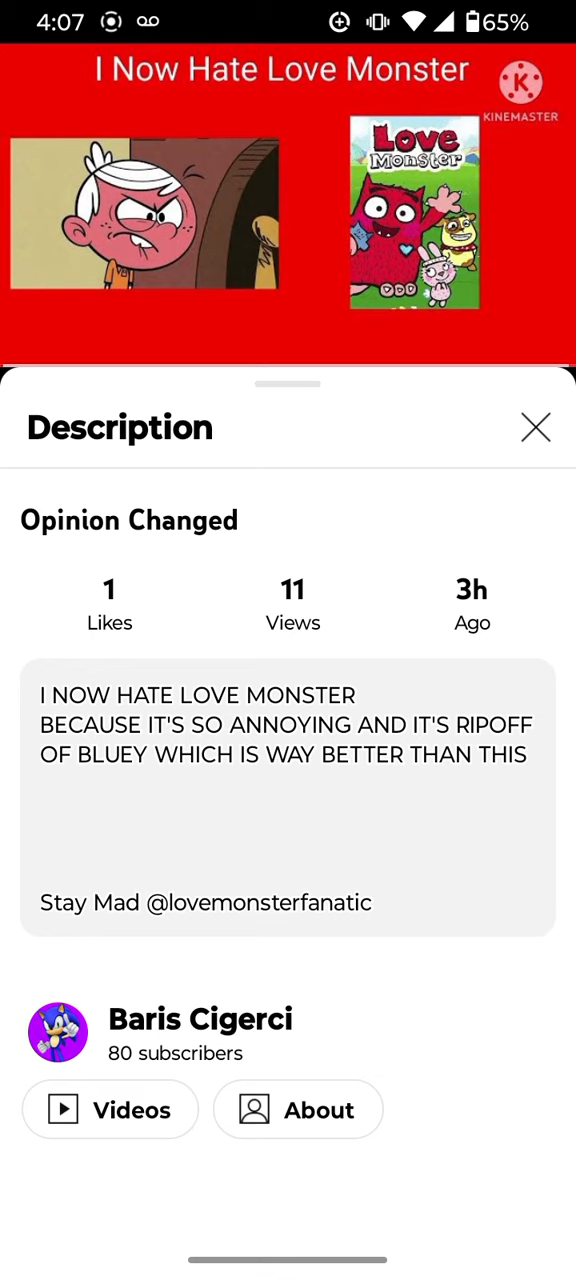 4:07
65%
I Now Hate Love Monster
K
KINEMASTER
Love
Monster
Description
Opinion Changed
1
11
3h
Likes
Views
Ago
I NOW HATE LOVE MONSTER
BECAUSE IT'S SO ANNOYING AND IT'S RIPOFF
OF BLUEY WHICH IS WAY BETTER THAN THIS
Stay Mad @lovemonsterfanatic
Baris Cigerci
80 subscribers
Videos
About